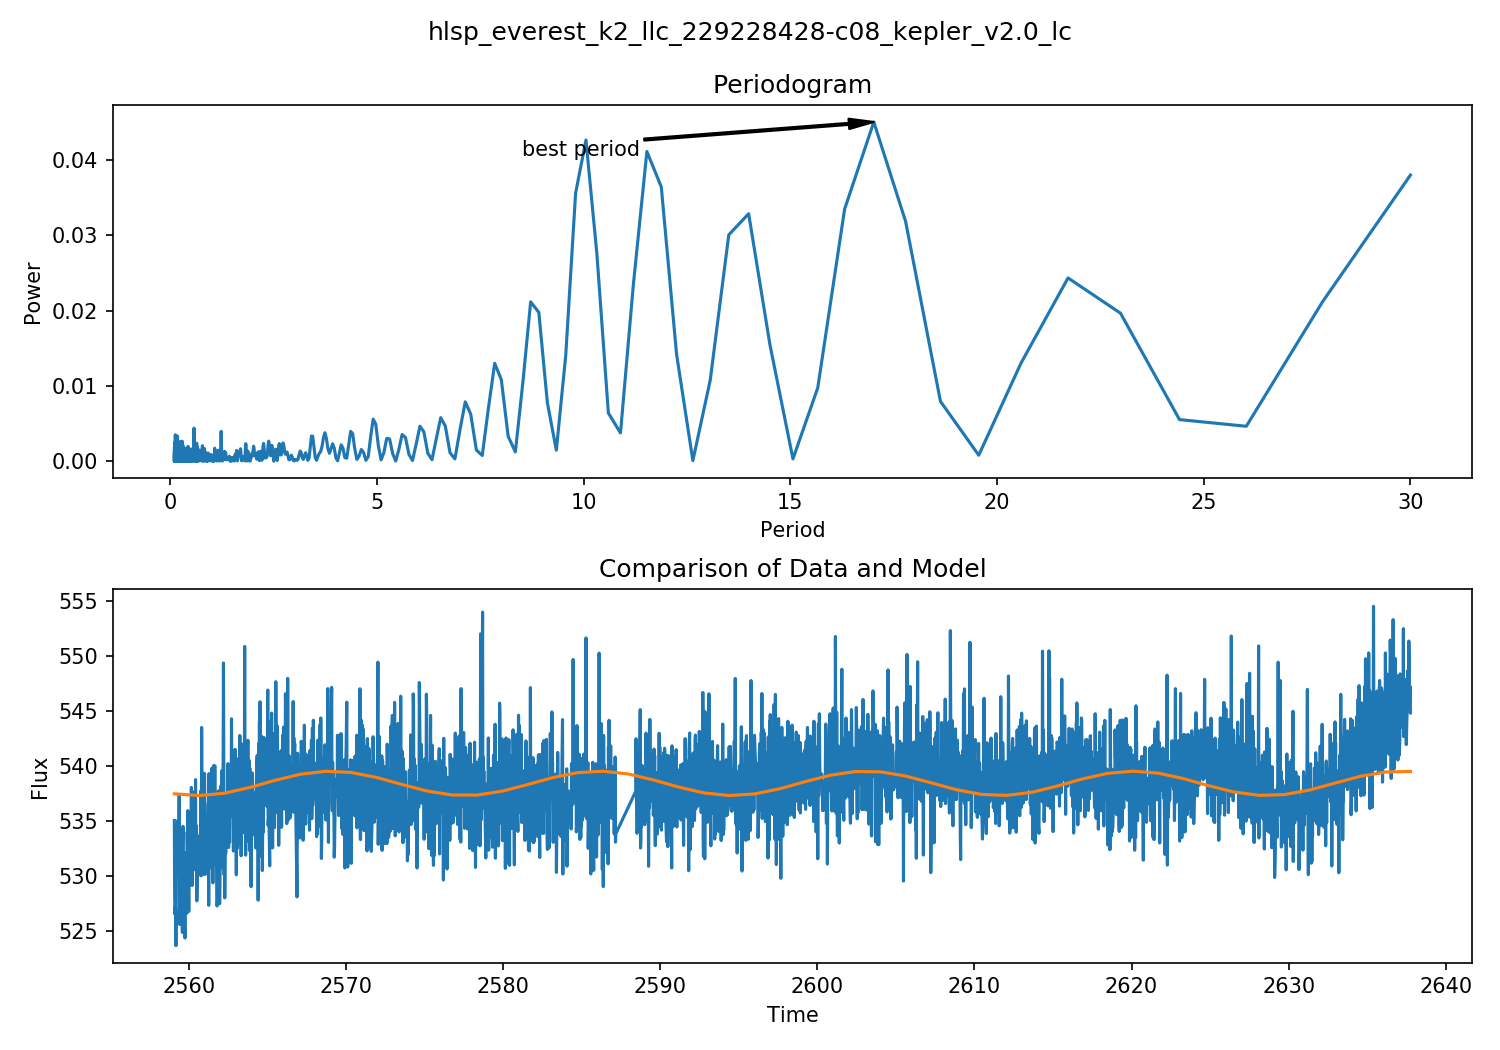 hlsp_everest_k2_llc_229228428-c08_kepler_v2.0_lc
Periodogram
best period
0.04
0.03
0.02
0.01
0.00
Power
0 5 10 15 20 25 30
Period
Comparison of Data and Model
555
550
545
540
535
530
525
Flux
2560 2570 2580 2590 2600 2610 2620 2630 2640
Time